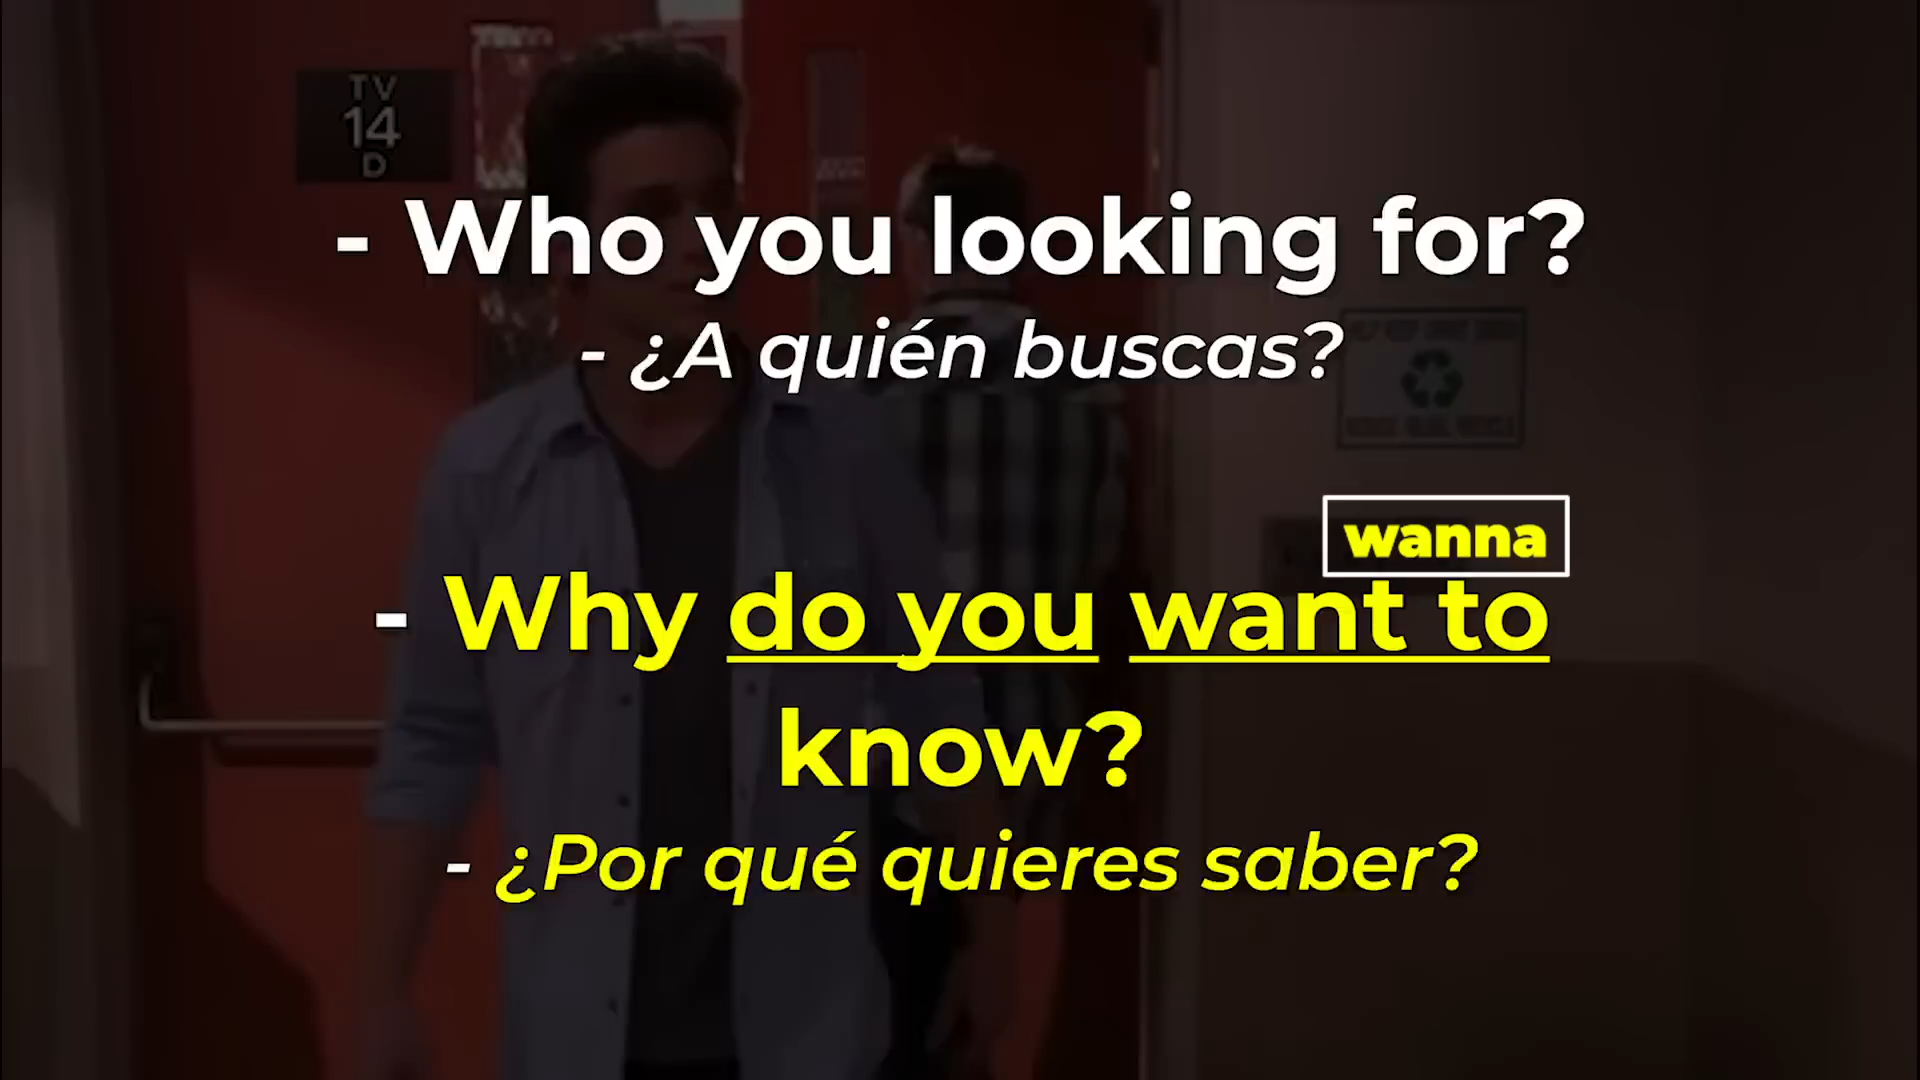 TV
14
D
- Who you looking for?
- ¿A quién buscas?
wanna
- Why do you want to
know?
- ¿Por qué quieres saber?